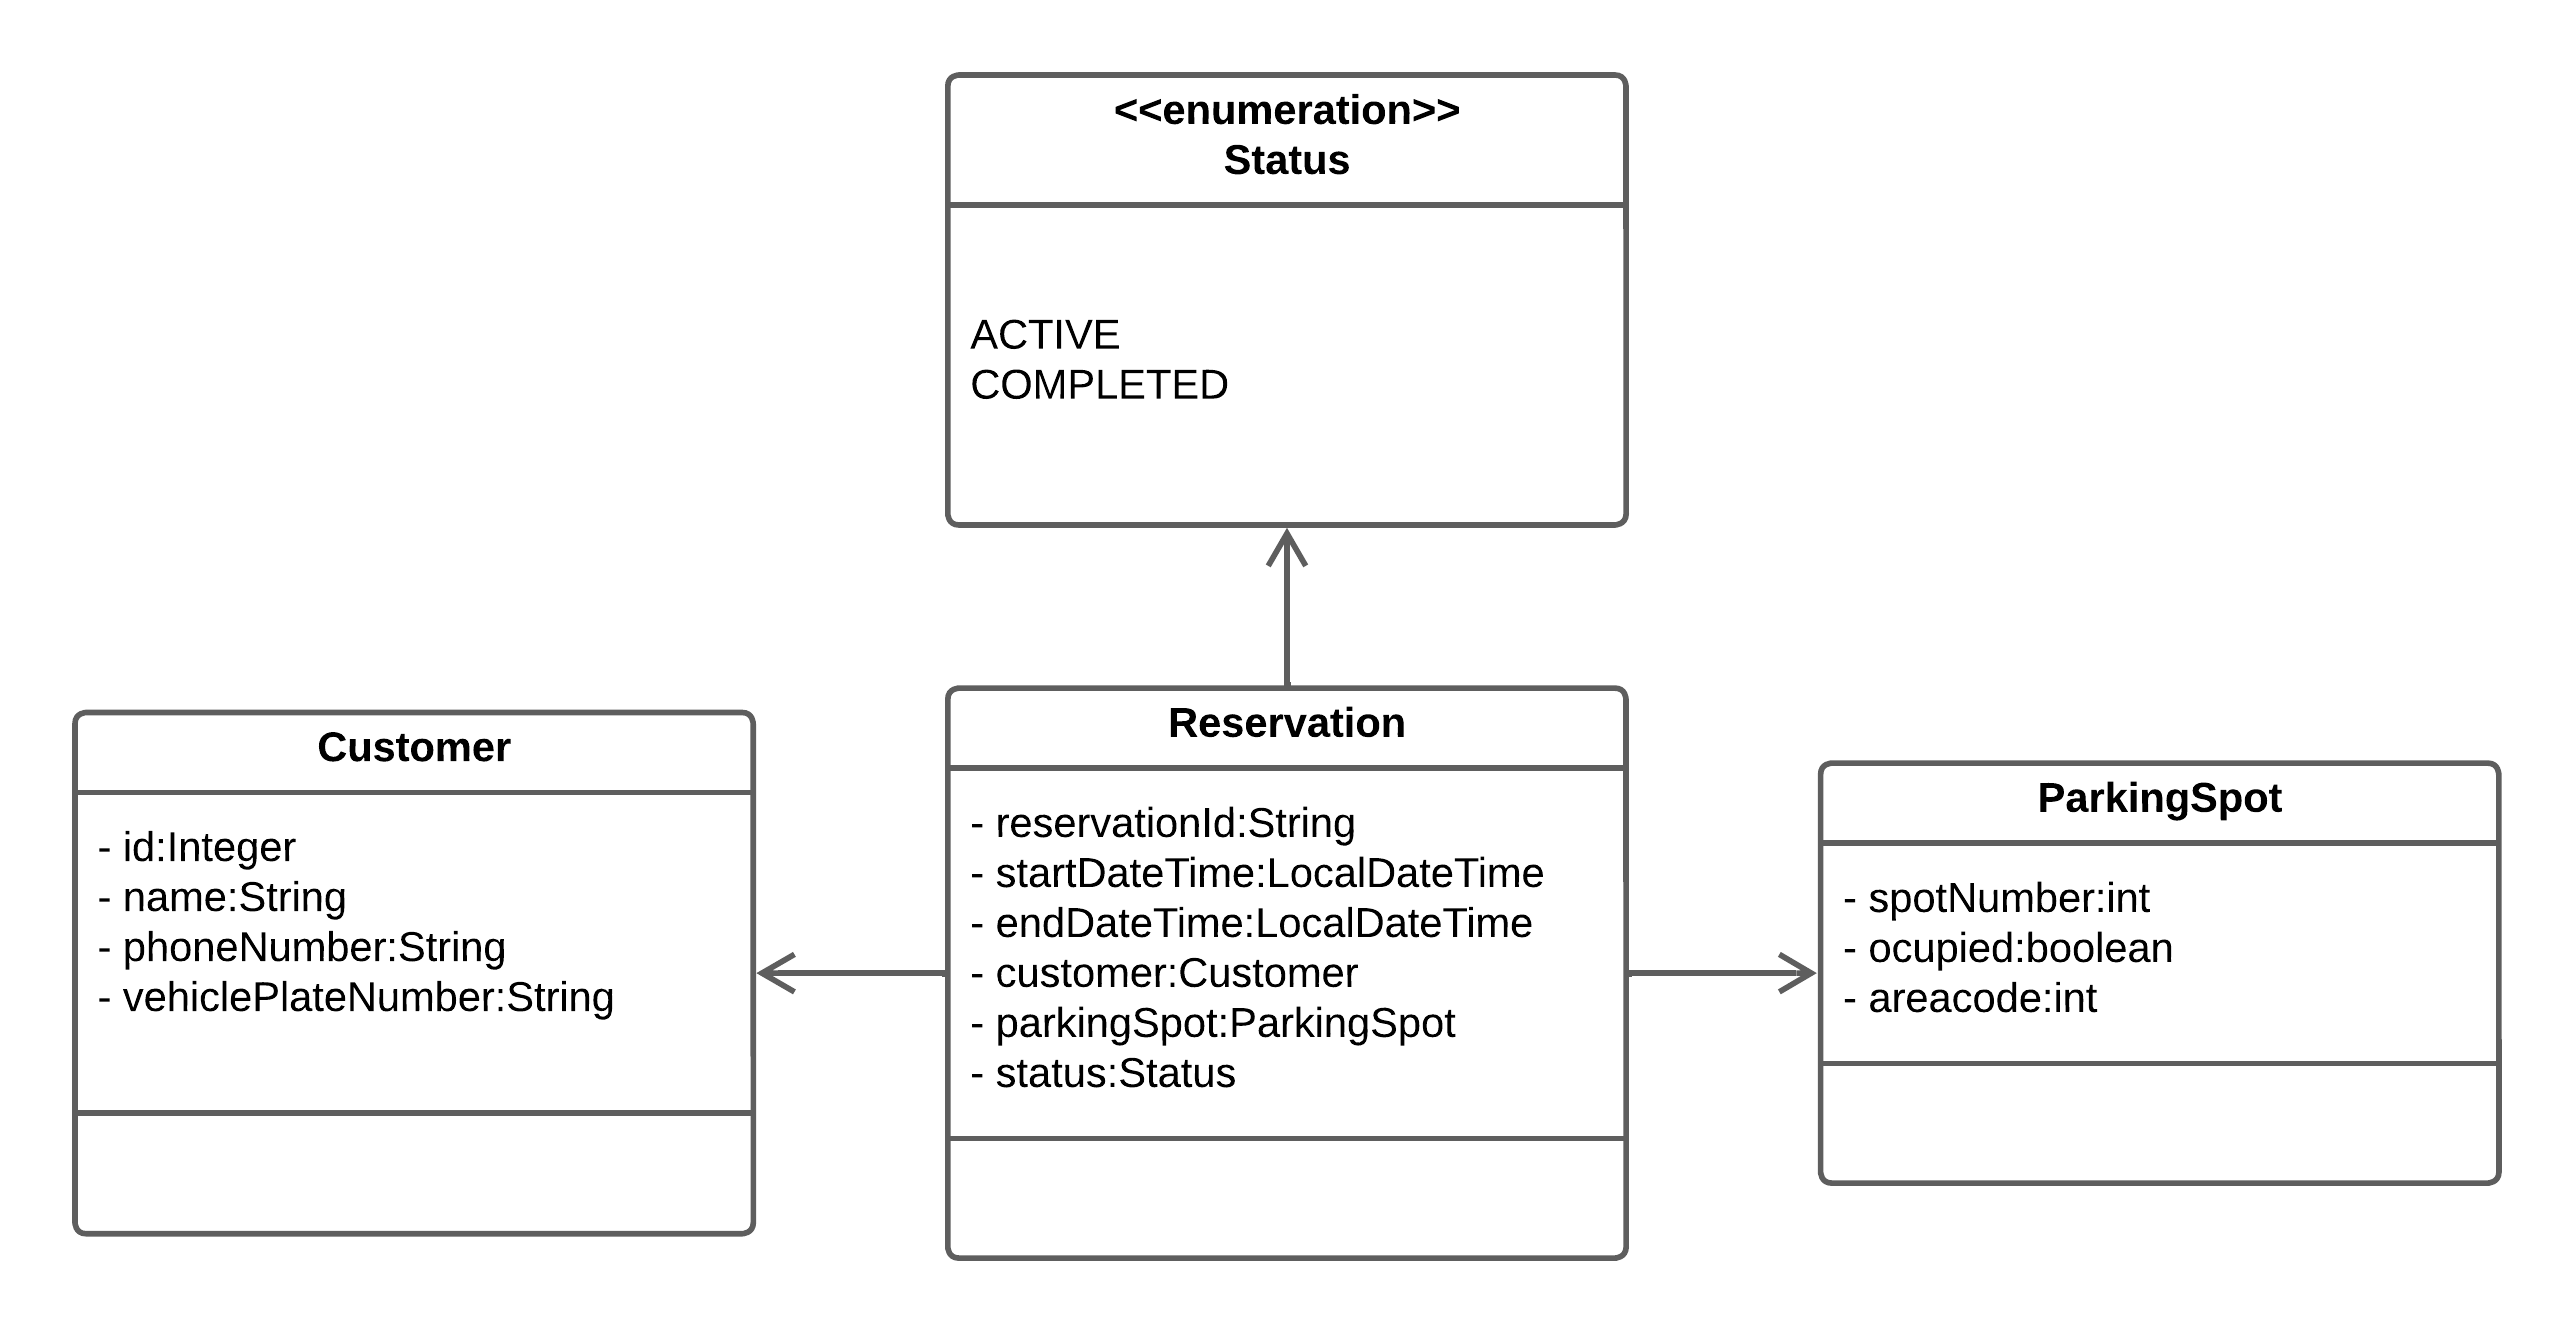 <<enumeration>>
Status
ACTIVE
COMPLETED
Customer
- id:Integer
- name:String
- phoneNumber:String
- vehiclePlateNumber:String
Reservation
- reservationId:String
- startDateTime:LocalDateTime
- endDateTime:LocalDateTime
- customer:Customer
- parkingSpot:ParkingSpot
- status:Status
ParkingSpot
- spotNumber:int
- ocupied:boolean
- areacode:int